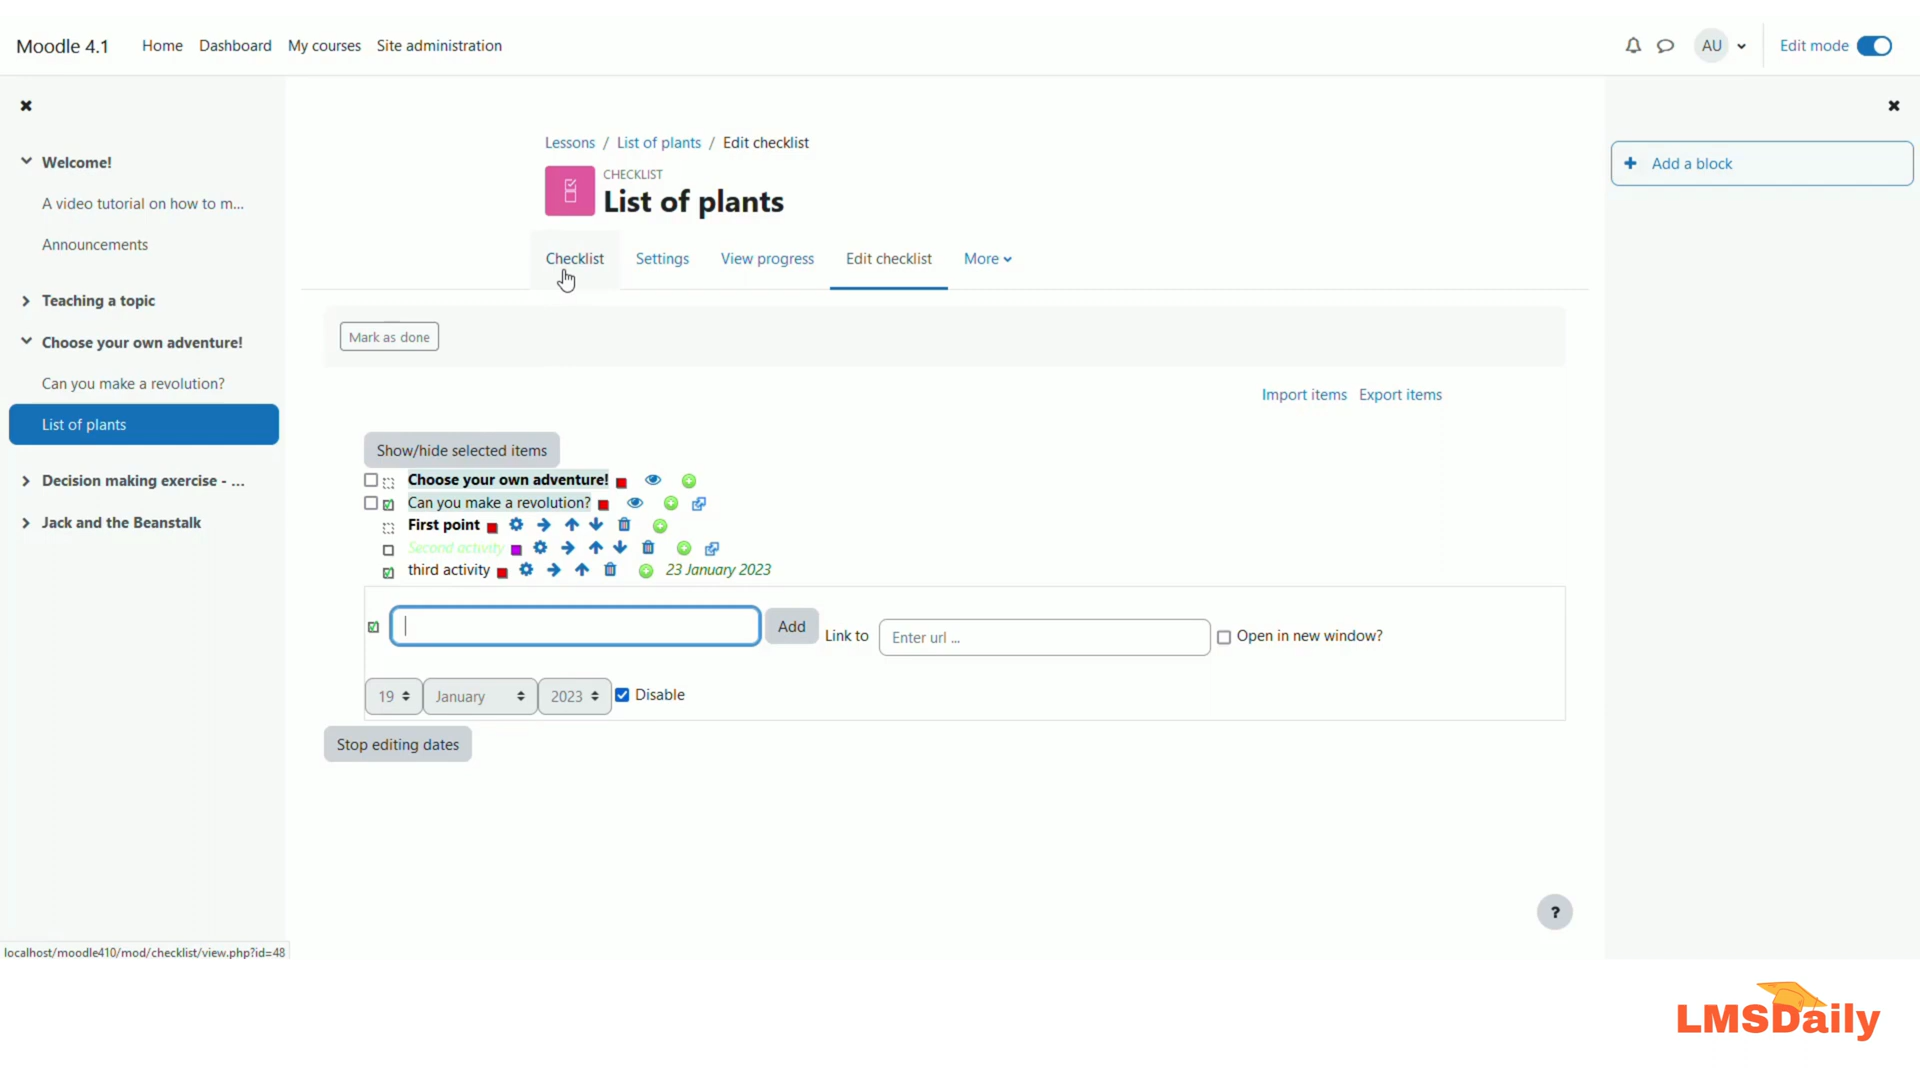 Moodle 4.1 Home Dashboard My courses Site administration AU Edit mode
Welcome!
A video tutorial on how to m...
Announcements
Teaching a topic
Choose your own adventure!
Can you make a revolution?
List of plants
Decision making exercise - ...
Jack and the Beanstalk
Lessons / List of plants / Edit checklist
CHECKLIST
List of plants
Checklist Settings View progress Edit checklist More
Mark as done
Import items Export items
Show/hide selected items
Choose your own adventure!
Can you make a revolution?
First point
Second activity
third activity 23 January 2023
Add Link to Enter url ... Open in new window?
19 January 2023 Disable
Stop editing dates
+ Add a block
?
localhost/moodle410/mod/checklist/view.php?id=48
LMSDaily